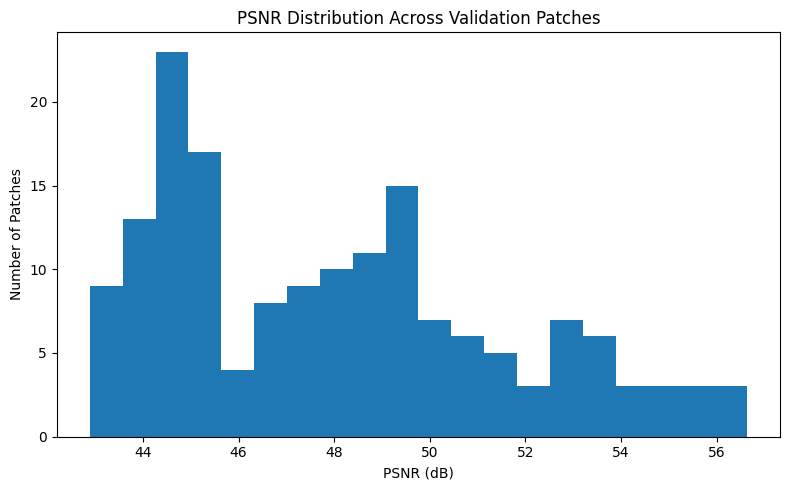 PSNR Distribution Across Validation Patches
Number of Patches
20
15
10
5
0
44 46 48 50 52 54 56
PSNR (dB)